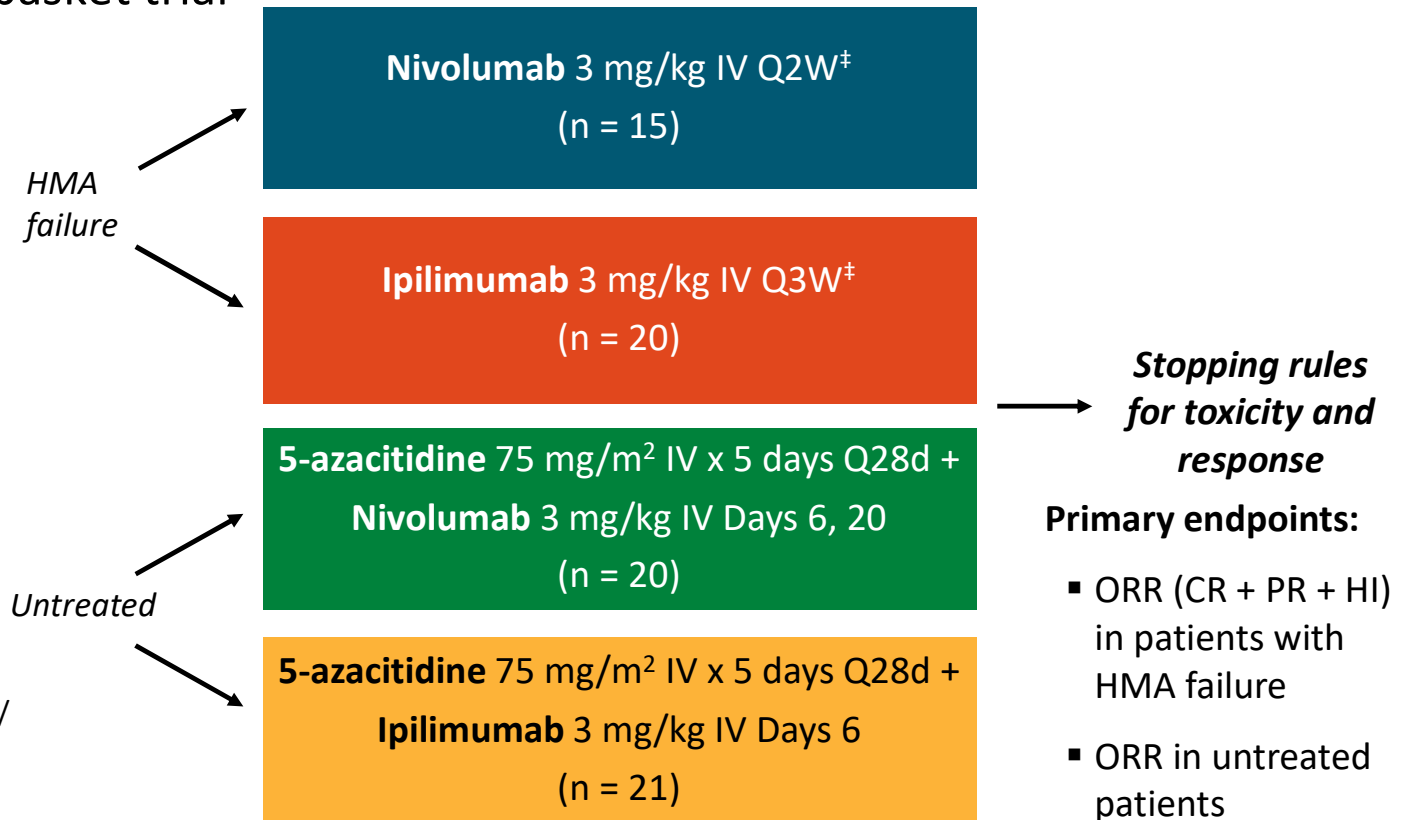 basket trial
Nivolumab 3 mg/kg IV Q2W‡
(n = 15)
HMA
failure
Ipilimumab 3 mg/kg IV Q3W‡
(n = 20)
5-azacitidine 75 mg/m² IV x 5 days Q28d +
Nivolumab 3 mg/kg IV Days 6, 20
(n = 20)
Untreated
5-azacitidine 75 mg/m² IV x 5 days Q28d +
Ipilimumab 3 mg/kg IV Days 6
(n = 21)
/
Stopping rules
for toxicity and
response
Primary endpoints:
▪ ORR (CR + PR + HI)
in patients with
HMA failure
▪ ORR in untreated
patients